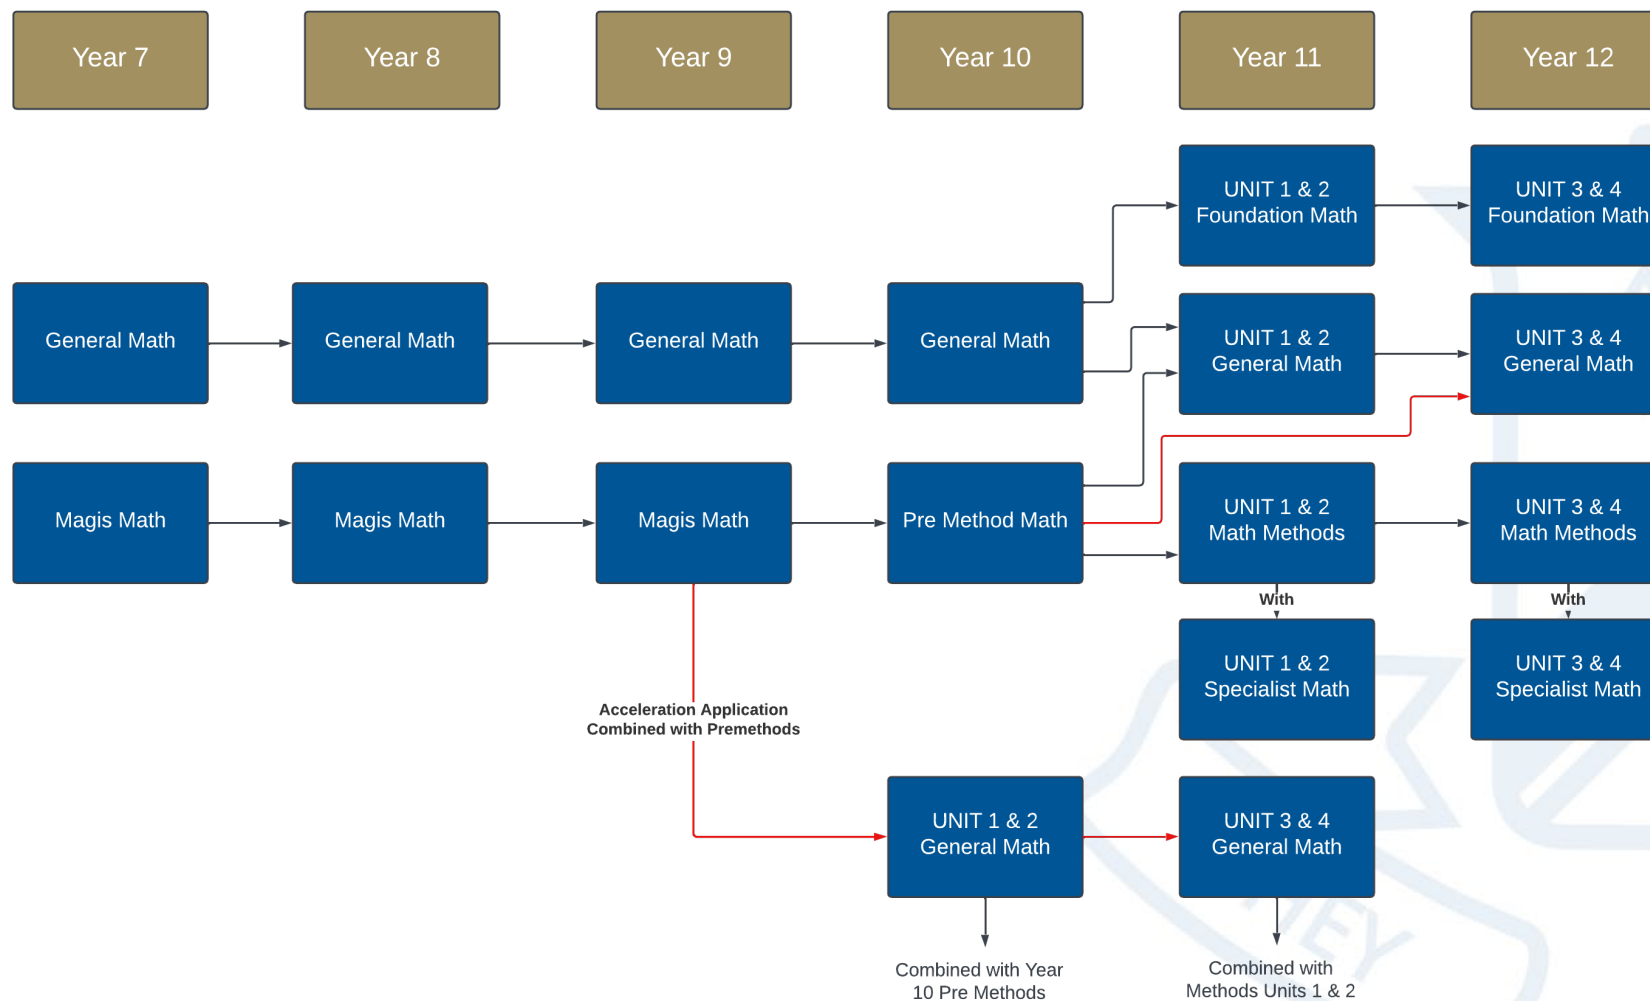 Year 7
Year 8
Year 9
Year 10
Year 11
Year 12
UNIT 1 & 2
Foundation Math
UNIT 3 & 4
Foundation Math
General Math
General Math
General Math
General Math
UNIT 1 & 2
General Math
UNIT 3 & 4
General Math
Magis Math
Magis Math
Magis Math
Pre Method Math
UNIT 1 & 2
Math Methods
UNIT 3 & 4
Math Methods
With
With
UNIT 1 & 2
Specialist Math
UNIT 3 & 4
Specialist Math
Acceleration Application
Combined with Premethods
UNIT 1 & 2
General Math
UNIT 3 & 4
General Math
Combined with Year
10 Pre Methods
Combined with
Methods Units 1 & 2